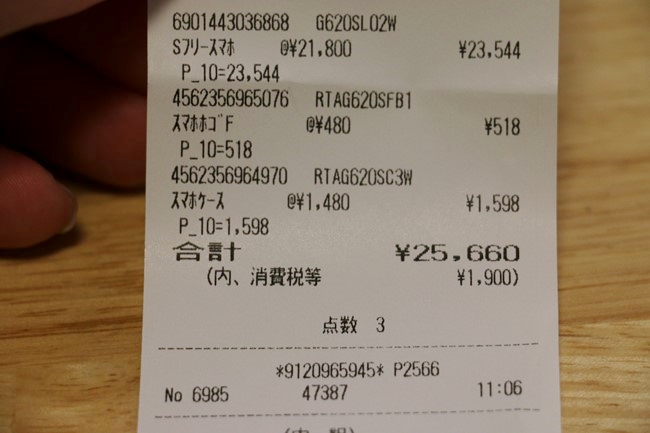 6901443036868 G620SL02W
Sﾌﾘｰｽﾏﾎ @¥21,800 ¥23,544
P_10=23,544
4562356965076 RTAG620SFB1
ｽﾏﾎﾎｺﾞF @¥480 ¥518
P_10=518
4562356964970 RTAG620SC3W
ｽﾏﾎｹｰｽ @¥1,480 ¥1,598
P_10=1,598
合計 ¥25,660
(内、消費税等 ¥1,900)
点数 3
*9120965945* P2566
No 6985 47387 11:06